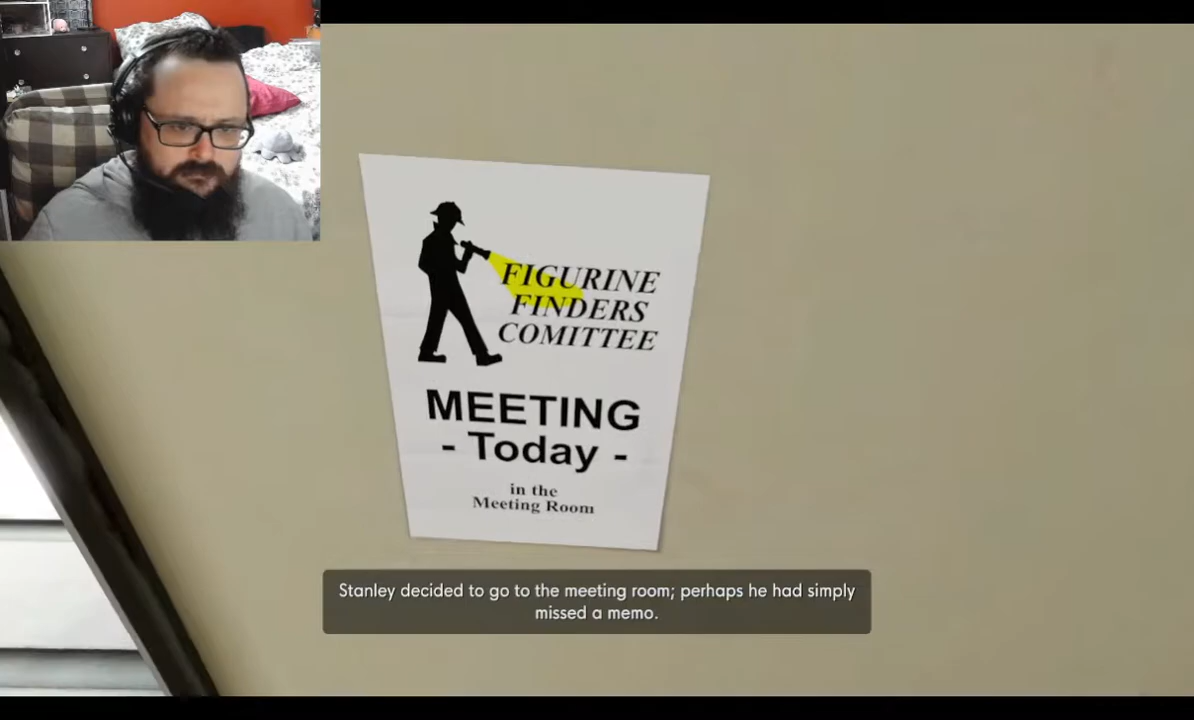 FIGURINE
FINDERS
COMITTEE
MEETING
- Today -
in the
Meeting Room
Stanley decided to go to the meeting room; perhaps he had simply
missed a memo.